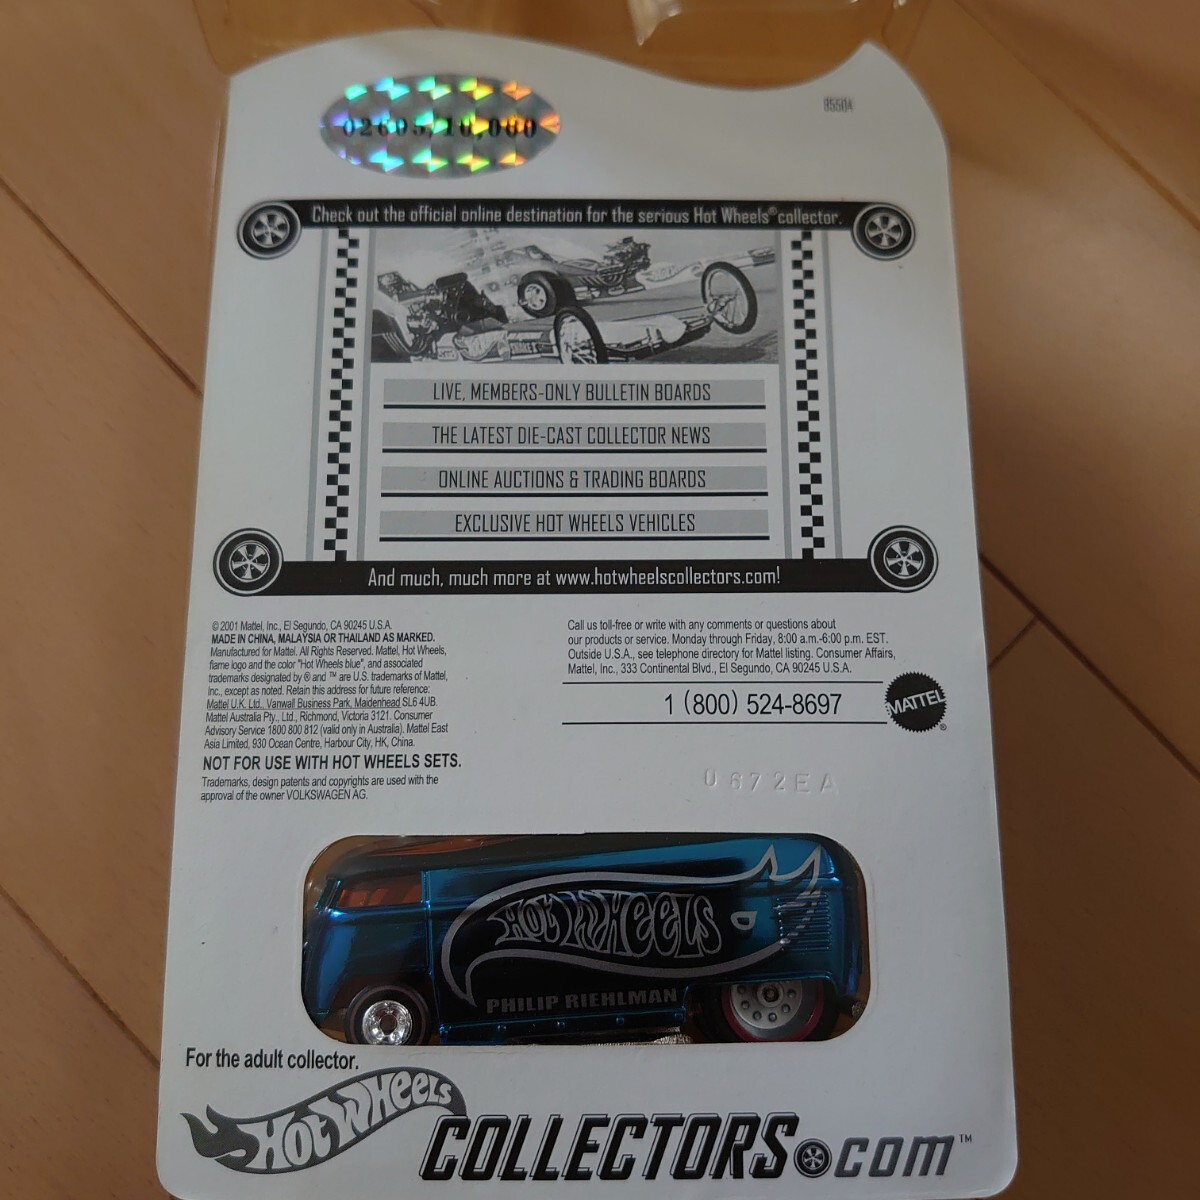 02605/10,000
Check out the official online destination for the serious Hot Wheels® collector.
LIVE, MEMBERS-ONLY BULLETIN BOARDS
THE LATEST DIE-CAST COLLECTOR NEWS
ONLINE AUCTIONS & TRADING BOARDS
EXCLUSIVE HOT WHEELS VEHICLES
And much, much more at www.hotwheelscollectors.com!
© 2001 Mattel, Inc., El Segundo, CA 90245 U.S.A.
MADE IN CHINA, MALAYSIA OR THAILAND AS MARKED.
Manufactured for Mattel. All Rights Reserved. Mattel, Hot Wheels,
flame logo and the color "Hot Wheels blue", and associated
trademarks designated by ® and ™ are U.S. trademarks of Mattel,
Inc., except as noted. Retain this address for future reference:
Mattel U.K. Ltd., Vanwall Business Park, Maidenhead SL6 4UB.
Mattel Australia Pty., Ltd., Richmond, Victoria 3121. Consumer
Advisory Service 1800 800 812 (valid only in Australia). Mattel East
Asia Limited, 930 Ocean Centre, Harbour City, HK, China.
NOT FOR USE WITH HOT WHEELS SETS.
Trademarks, design patents and copyrights are used with the
approval of the owner VOLKSWAGEN AG.
Call us toll-free or write with any comments or questions about
our products or service. Monday through Friday, 8:00 a.m.-6:00 p.m. EST.
Outside U.S.A., see telephone directory for Mattel listing. Consumer Affairs,
Mattel, Inc., 333 Continental Blvd., El Segundo, CA 90245 U.S.A.
1 (800) 524-8697
MATTEL®
U672EA
HOT WHEELS
PHILIP RIEHLMAN
For the adult collector.
HOT WHEELS
COLLECTORS.com™